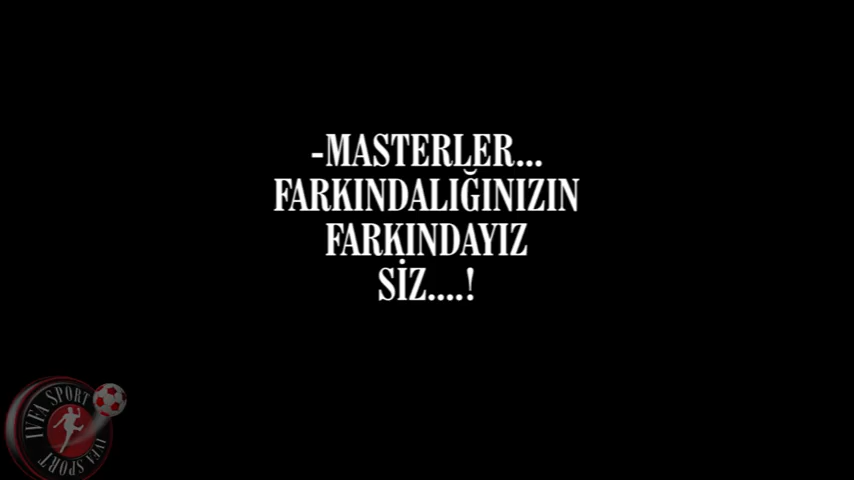 -MASTERLER...
FARKINDALIĞINIZIN
FARKINDAYIZ
SİZ....!
IVFA SPORT
IVFA SPORT